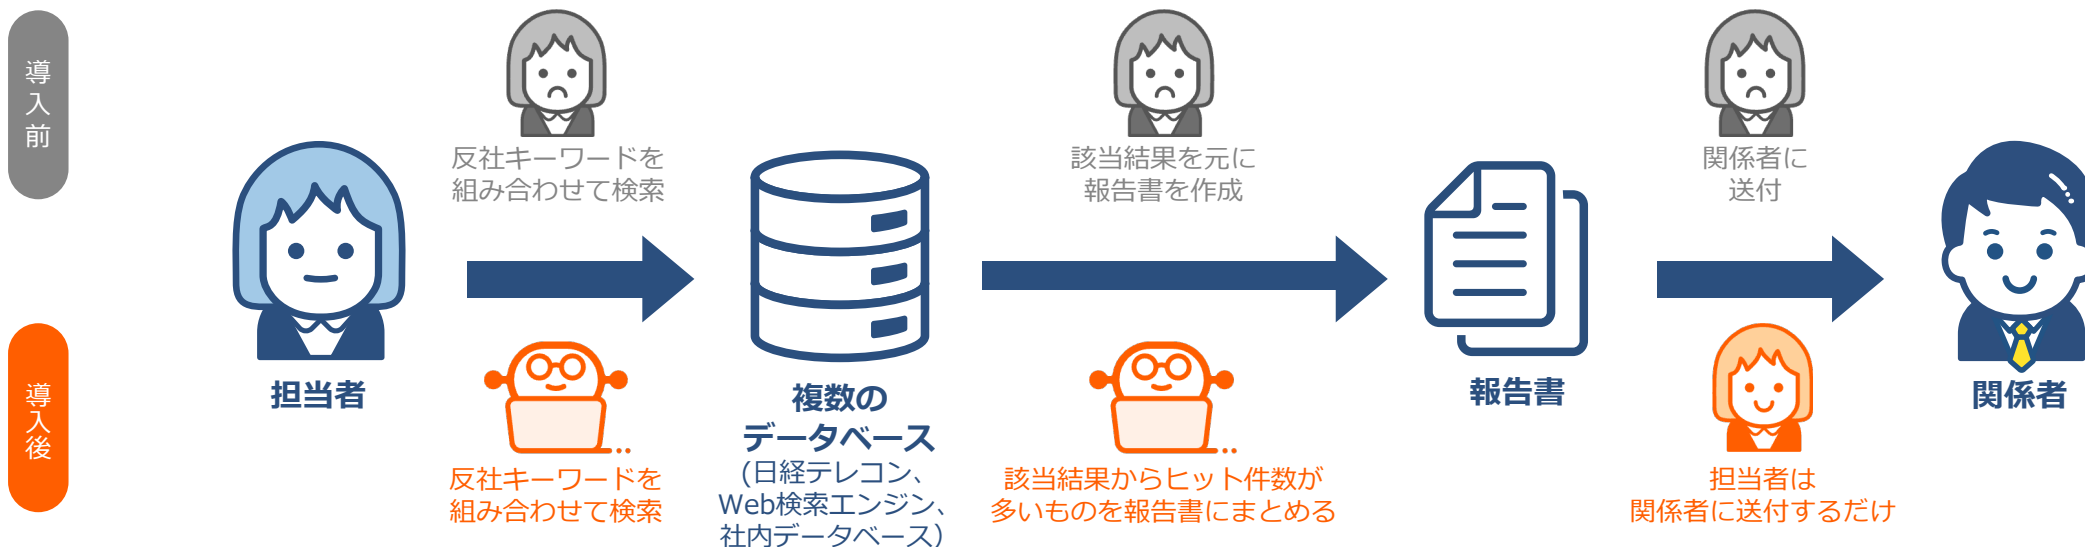 導入前
反社キーワードを
組み合わせて検索
該当結果を元に
報告書を作成
関係者に
送付
担当者
複数の
データベース
(日経テレコン、
Web検索エンジン、
社内データベース)
報告書
関係者
導入後
反社キーワードを
組み合わせて検索
該当結果からヒット件数が
多いものを報告書にまとめる
担当者は
関係者に送付するだけ